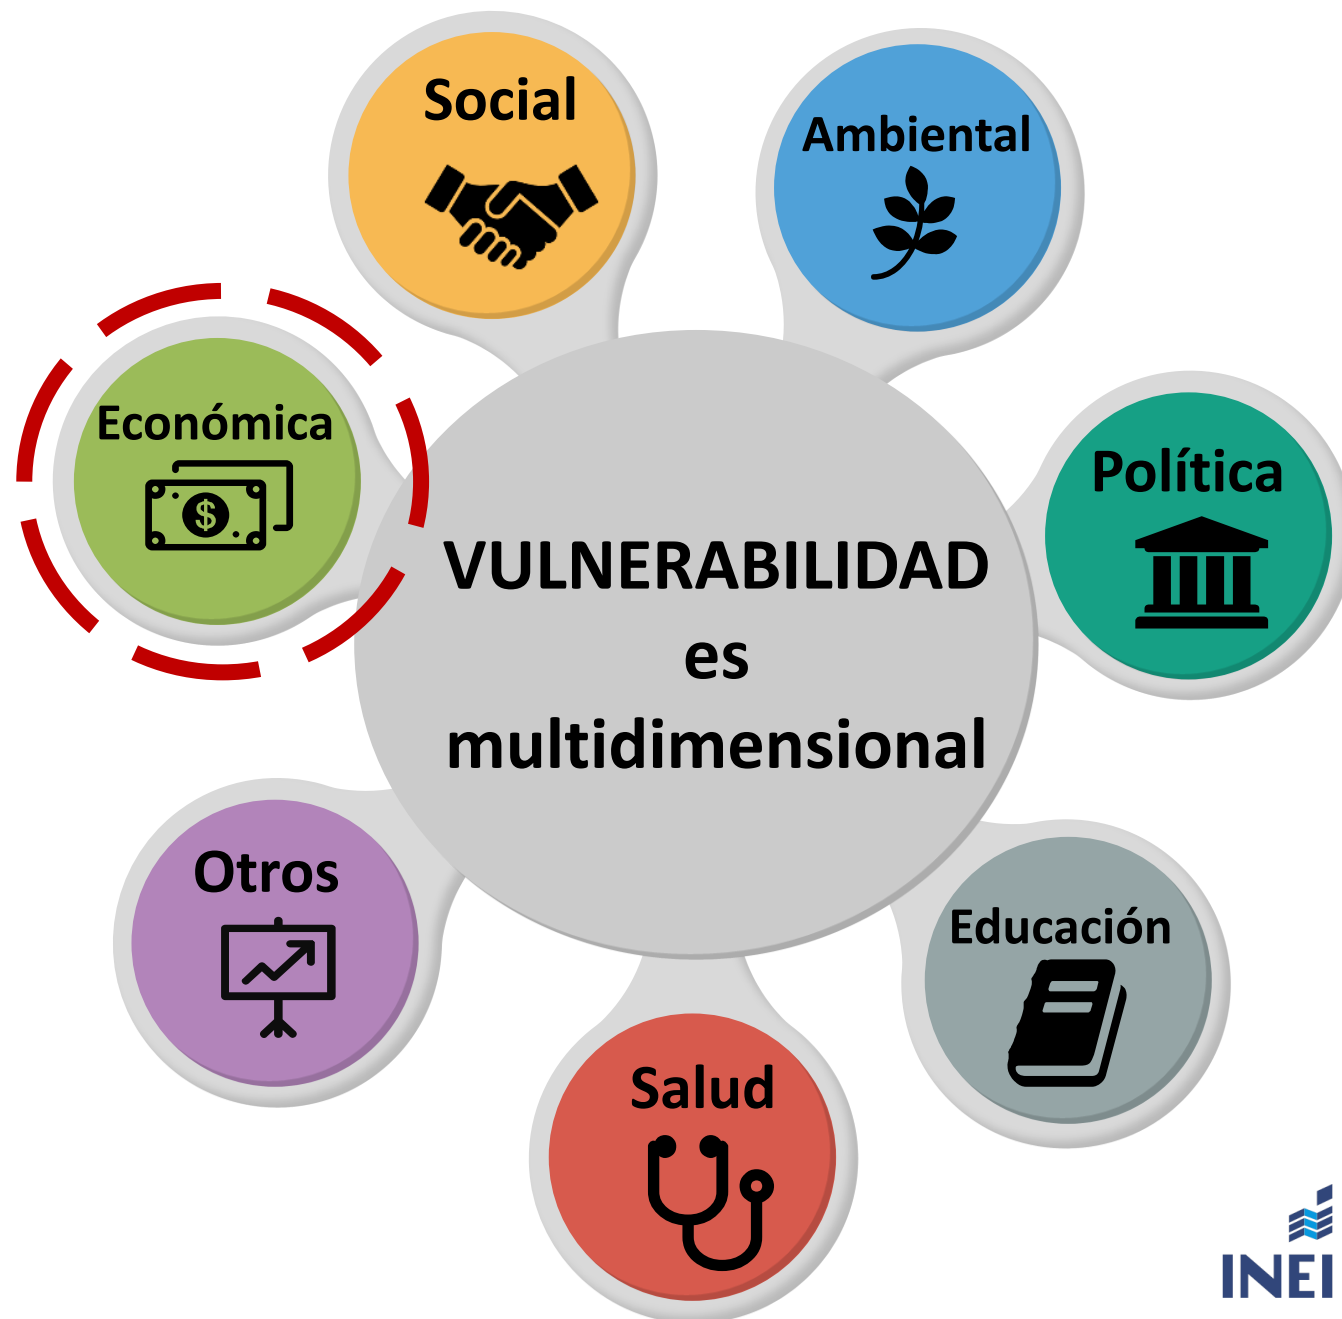 Social
Ambiental
Económica
$
Política
VULNERABILIDAD
es
multidimensional
Otros
Educación
Salud
INEI